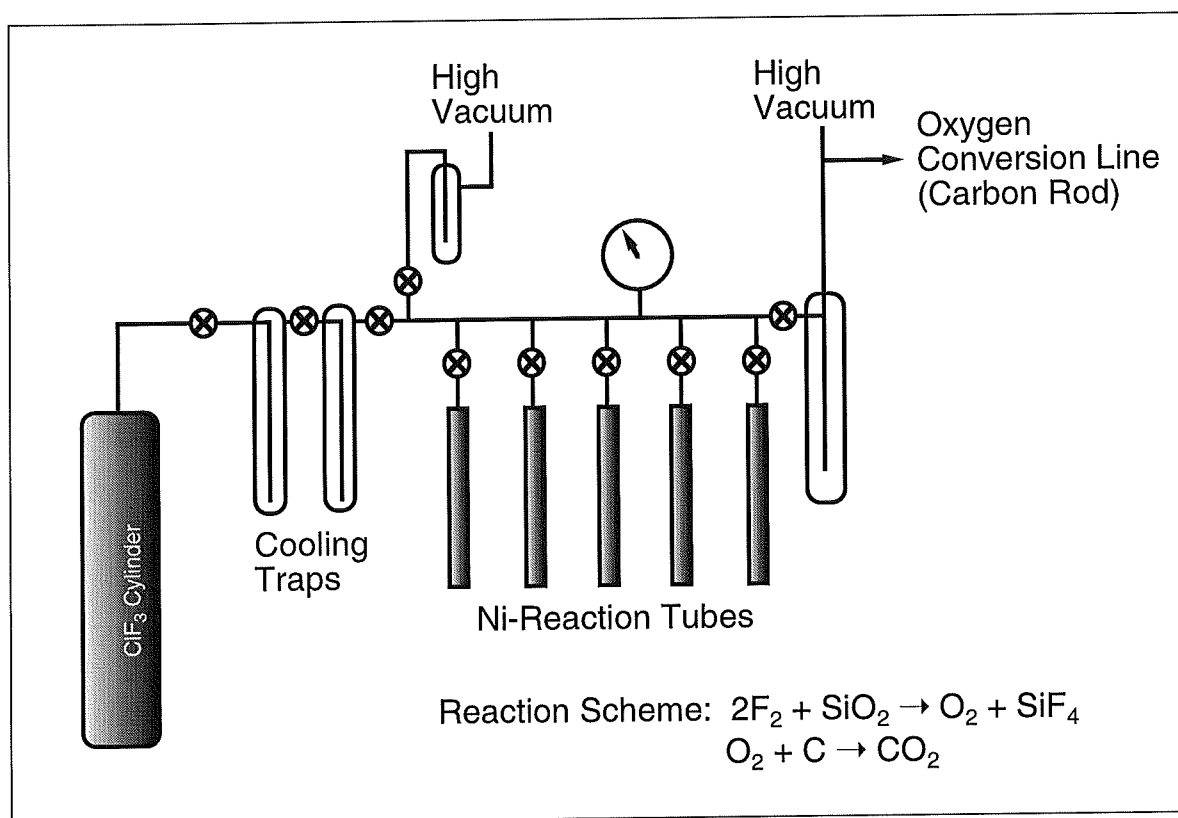 High
Vacuum
High
Vacuum
Oxygen
Conversion Line
(Carbon Rod)
Cooling
Traps
ClF₃ Cylinder
Ni-Reaction Tubes
Reaction Scheme: 2F₂ + SiO₂ → O₂ + SiF₄
O₂ + C → CO₂